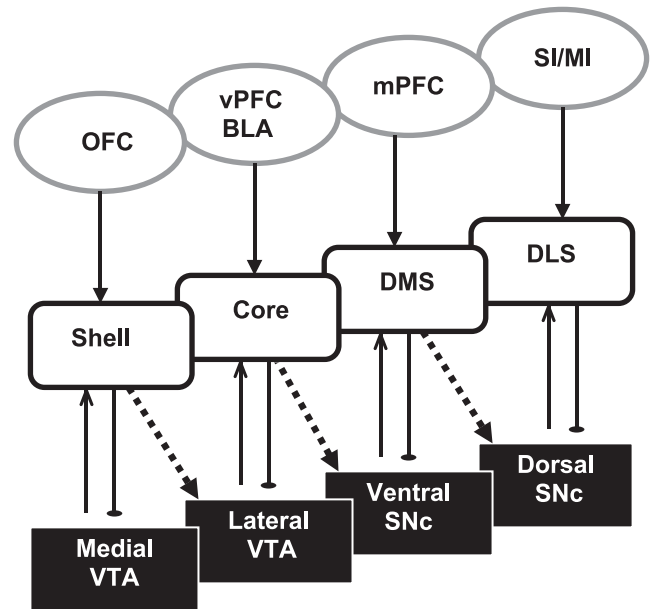 OFC
vPFC
BLA
mPFC
SI/MI
Shell
Core
DMS
DLS
Medial
VTA
Lateral
VTA
Ventral
SNc
Dorsal
SNc